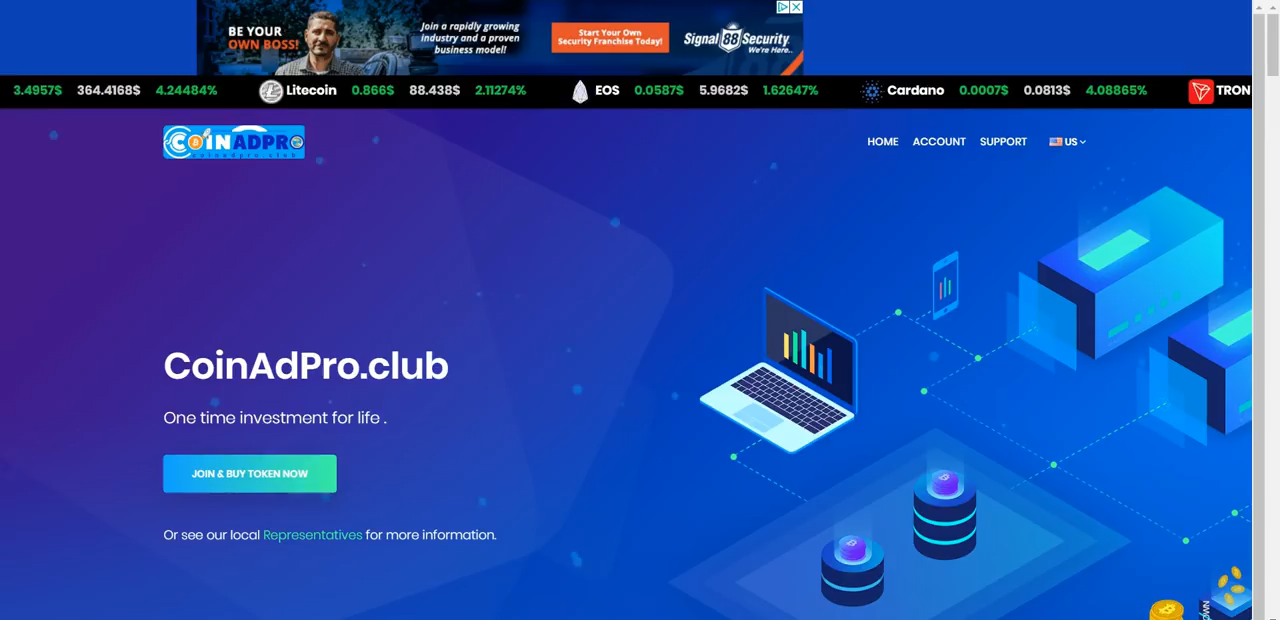 BE YOUR
OWN BOSS!
Join a rapidly growing
industry and a proven
business model!
Start Your Own
Security Franchise Today!
Signal 88 Security
We're Here.
3.4957$ 364.4168$ 4.24484% Litecoin 0.866$ 88.438$ 2.11274% EOS 0.0587$ 5.9682$ 1.62647% Cardano 0.0007$ 0.0813$ 4.08865% TRON
COINADPRO
coinadpro.club
HOME ACCOUNT SUPPORT US
CoinAdPro.club
One time investment for life .
JOIN & BUY TOKEN NOW
Or see our local Representatives for more information.